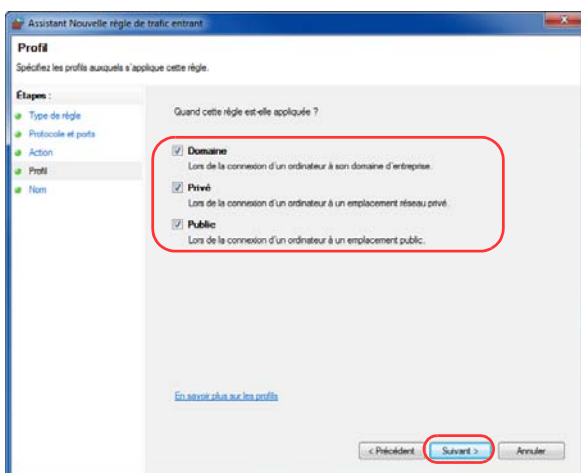 Assistant Nouvelle règle de trafic entrant
Profil
Spécifiez les profils auxquels s'applique cette règle.
Étapes :
Type de règle
Protocole et ports
Action
Profil
Nom
Quand cette règle est-elle appliquée ?
Domaine
Lors de la connexion d'un ordinateur à son domaine d'entreprise.
Privé
Lors de la connexion d'un ordinateur à un emplacement réseau privé.
Public
Lors de la connexion d'un ordinateur à un emplacement public.
En savoir plus sur les profils
< Précédent
Suivant >
Annuler